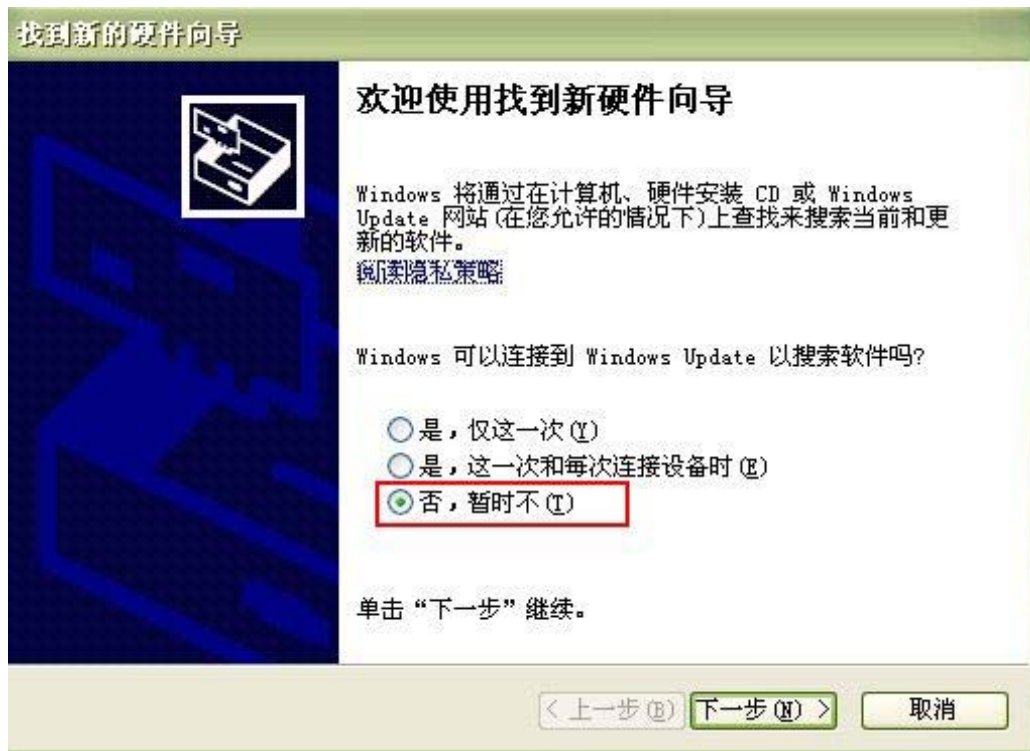 找到新的硬件向导
欢迎使用找到新硬件向导
Windows 将通过在计算机、硬件安装 CD 或 Windows
Update 网站(在您允许的情况下)上查找来搜索当前和更
新的软件。
阅读隐私策略
Windows 可以连接到 Windows Update 以搜索软件吗?
是，仅这一次(Y)
是，这一次和每次连接设备时(E)
否，暂时不(T)
单击“下一步”继续。
< 上一步(B) 下一步(N) > 取消